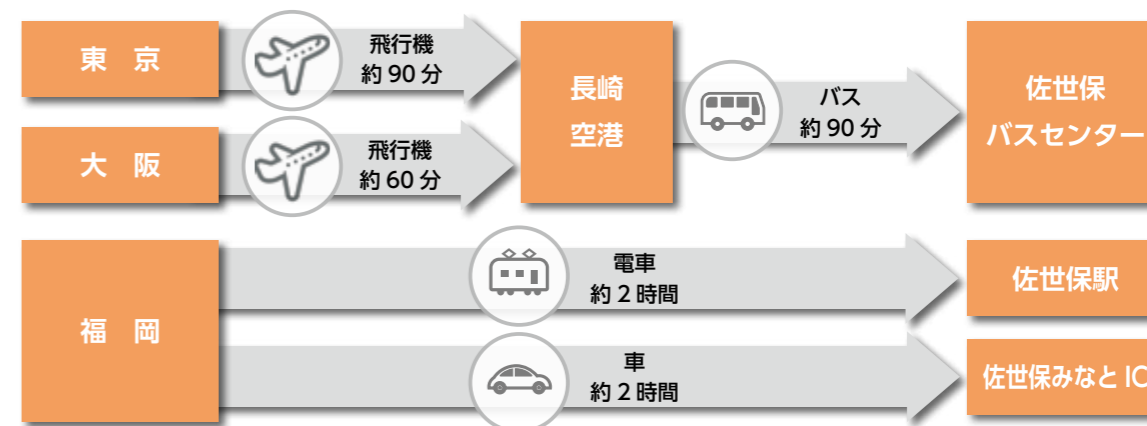 東 京
飛行機
約 90 分
大 阪
飛行機
約 60 分
長崎
空港
バス
約 90 分
佐世保
バスセンター
福 岡
電車
約 2 時間
佐世保駅
車
約 2 時間
佐世保みなと IC